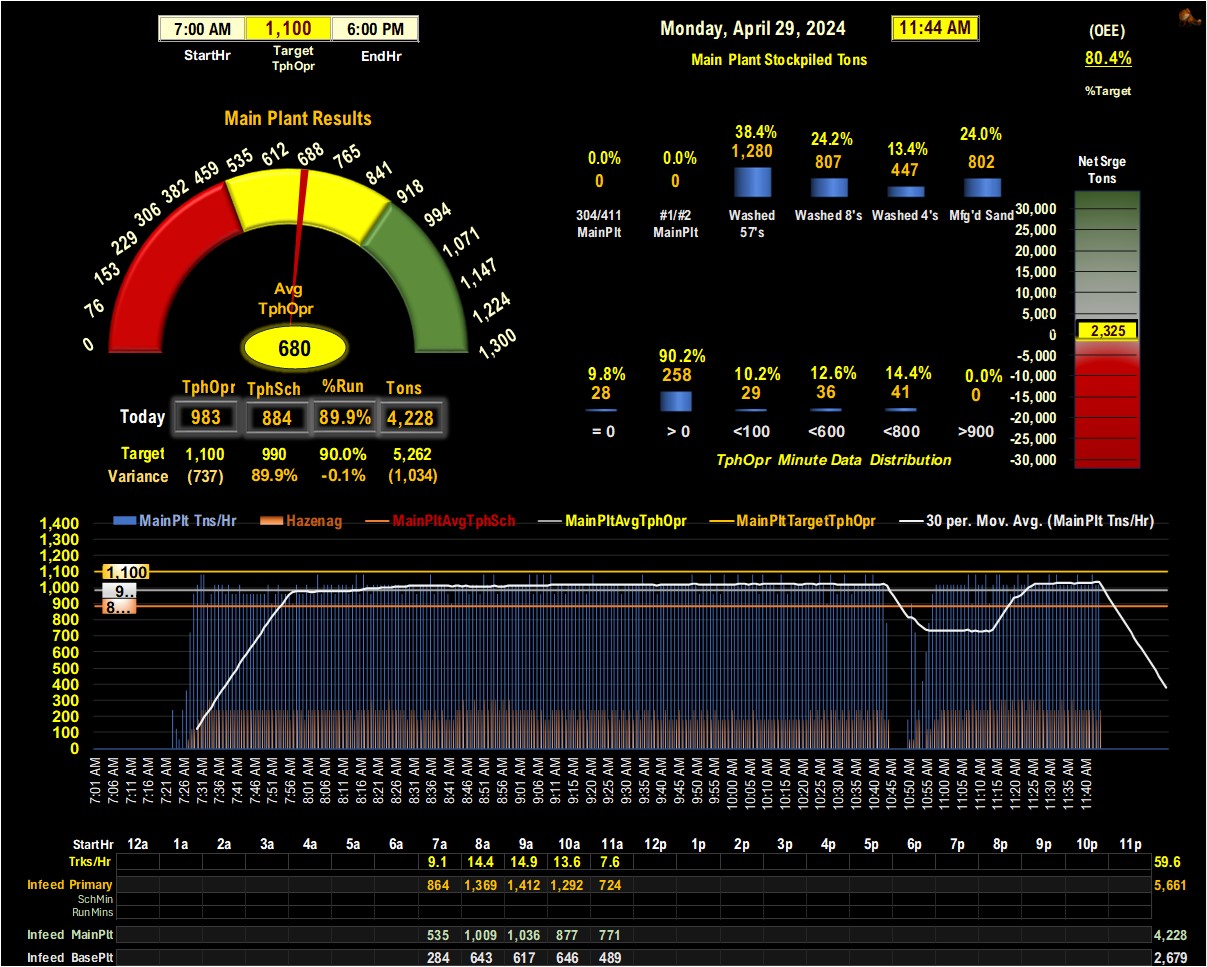 7:00 AM 1,100 6:00 PM
StartHr Target TphOpr EndHr
Monday, April 29, 2024 11:44 AM
Main Plant Stockpiled Tons
(OEE)
80.4%
%Target
Main Plant Results
0 76 153 229 306 382 459 535 612 688 765 841 918 994 1,071 1,147 1,224 1,300
Avg
TphOpr
680
TphOpr TphSch %Run Tons
Today 983 884 89.9% 4,228
Target 1,100 990 90.0% 5,262
Variance (737) 89.9% -0.1% (1,034)
0.0% 0.0% 38.4% 24.2% 13.4% 24.0%
0 0 1,280 807 447 802
304/411 MainPlt #1/#2 MainPlt Washed 57's Washed 8's Washed 4's Mfg'd Sand
9.8% 90.2% 10.2% 12.6% 14.4% 0.0%
28 258 29 36 41 0
= 0 > 0 <100 <600 <800 >900
TphOpr Minute Data Distribution
Net Srge
Tons
30,000
25,000
20,000
15,000
10,000
5,000
0
2,325
-5,000
-10,000
-15,000
-20,000
-25,000
-30,000
MainPlt Tns/Hr Hazenag MainPltAvgTphSch MainPltAvgTphOpr MainPltTargetTphOpr 30 per. Mov. Avg. (MainPlt Tns/Hr)
1,400
1,300
1,200
1,100
1,000
900
800
700
600
500
400
300
200
100
0
1,100
9..
8...
7:01 AM 7:06 AM 7:11 AM 7:16 AM 7:21 AM 7:26 AM 7:31 AM 7:36 AM 7:41 AM 7:46 AM 7:51 AM 7:56 AM 8:01 AM 8:06 AM 8:11 AM 8:16 AM 8:21 AM 8:26 AM 8:31 AM 8:36 AM 8:41 AM 8:46 AM 8:51 AM 8:56 AM 9:01 AM 9:06 AM 9:11 AM 9:15 AM 9:20 AM 9:25 AM 9:30 AM 9:35 AM 9:40 AM 9:45 AM 9:50 AM 9:55 AM 10:00 AM 10:05 AM 10:10 AM 10:15 AM 10:20 AM 10:25 AM 10:30 AM 10:35 AM 10:40 AM 10:45 AM 10:50 AM 10:55 AM 11:00 AM 11:05 AM 11:10 AM 11:15 AM 11:20 AM 11:25 AM 11:30 AM 11:35 AM 11:40 AM
StartHr 12a 1a 2a 3a 4a 5a 6a 7a 8a 9a 10a 11a 12p 1p 2p 3p 4p 5p 6p 7p 8p 9p 10p 11p
Trks/Hr 9.1 14.4 14.9 13.6 7.6 59.6
Infeed Primary 864 1,369 1,412 1,292 724 5,661
SchMin
RunMins
Infeed MainPlt 535 1,009 1,036 877 771 4,228
Infeed BasePlt 284 643 617 646 489 2,679